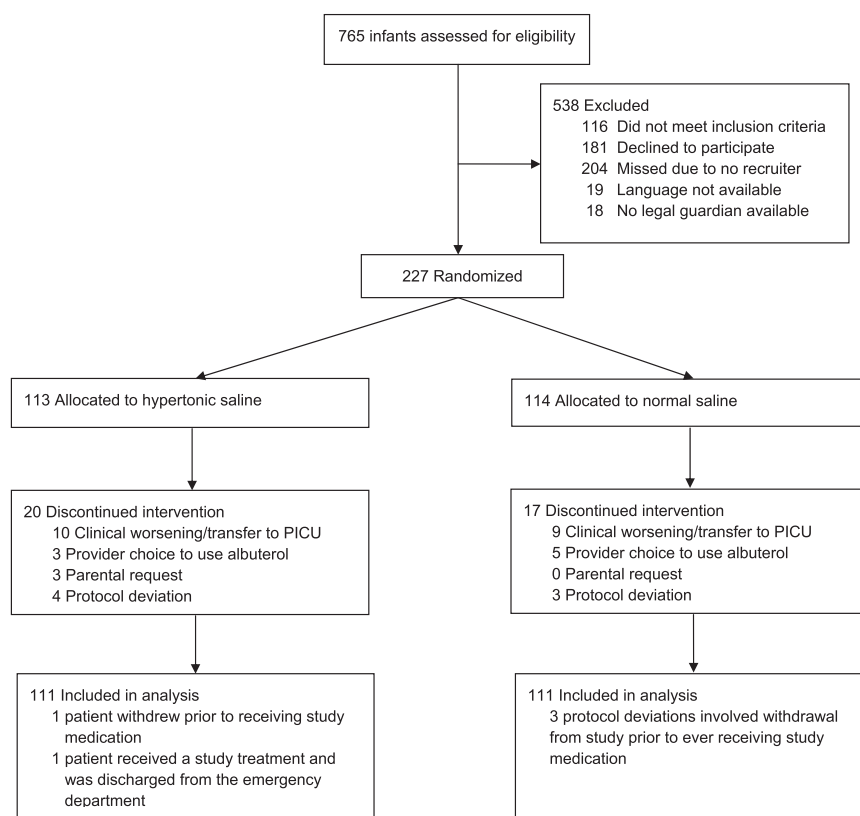 765 infants assessed for eligibility
538 Excluded
116 Did not meet inclusion criteria
181 Declined to participate
204 Missed due to no recruiter
19 Language not available
18 No legal guardian available
227 Randomized
113 Allocated to hypertonic saline
114 Allocated to normal saline
20 Discontinued intervention
10 Clinical worsening/transfer to PICU
3 Provider choice to use albuterol
3 Parental request
4 Protocol deviation
17 Discontinued intervention
9 Clinical worsening/transfer to PICU
5 Provider choice to use albuterol
0 Parental request
3 Protocol deviation
111 Included in analysis
1 patient withdrew prior to receiving study
medication
1 patient received a study treatment and
was discharged from the emergency
department
111 Included in analysis
3 protocol deviations involved withdrawal
from study prior to ever receiving study
medication